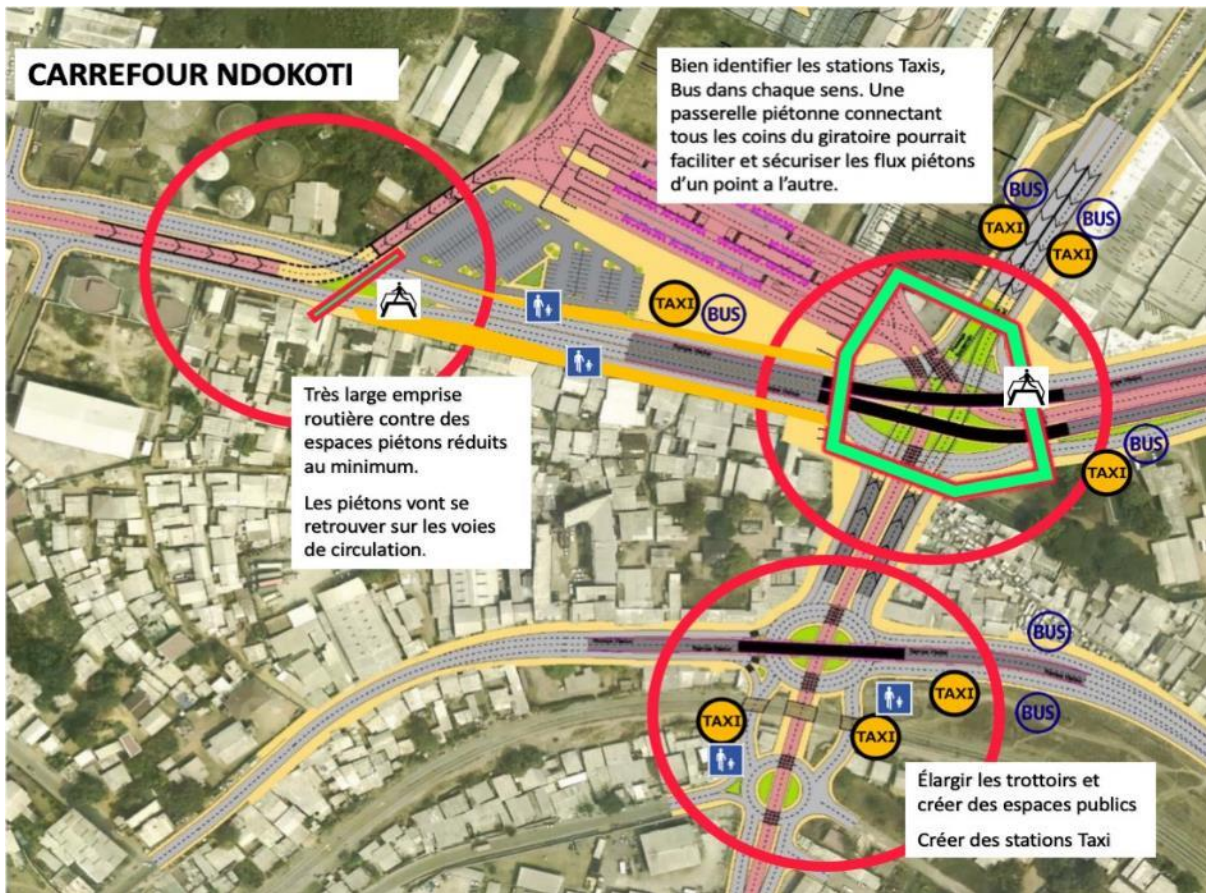 CARREFOUR NDOKOTI
Bien identifier les stations Taxis,
Bus dans chaque sens. Une
passerelle piétonne connectant
tous les coins du giratoire pourrait
faciliter et sécuriser les flux piétons
d'un point a l'autre.
BUS
TAXI
BUS
TAXI
TAXI
BUS
Très large emprise
routière contre des
espaces piétons réduits
au minimum.
Les piétons vont se
retrouver sur les voies
de circulation.
BUS
TAXI
BUS
TAXI
BUS
TAXI
TAXI
Élargir les trottoirs et
créer des espaces publics
Créer des stations Taxi